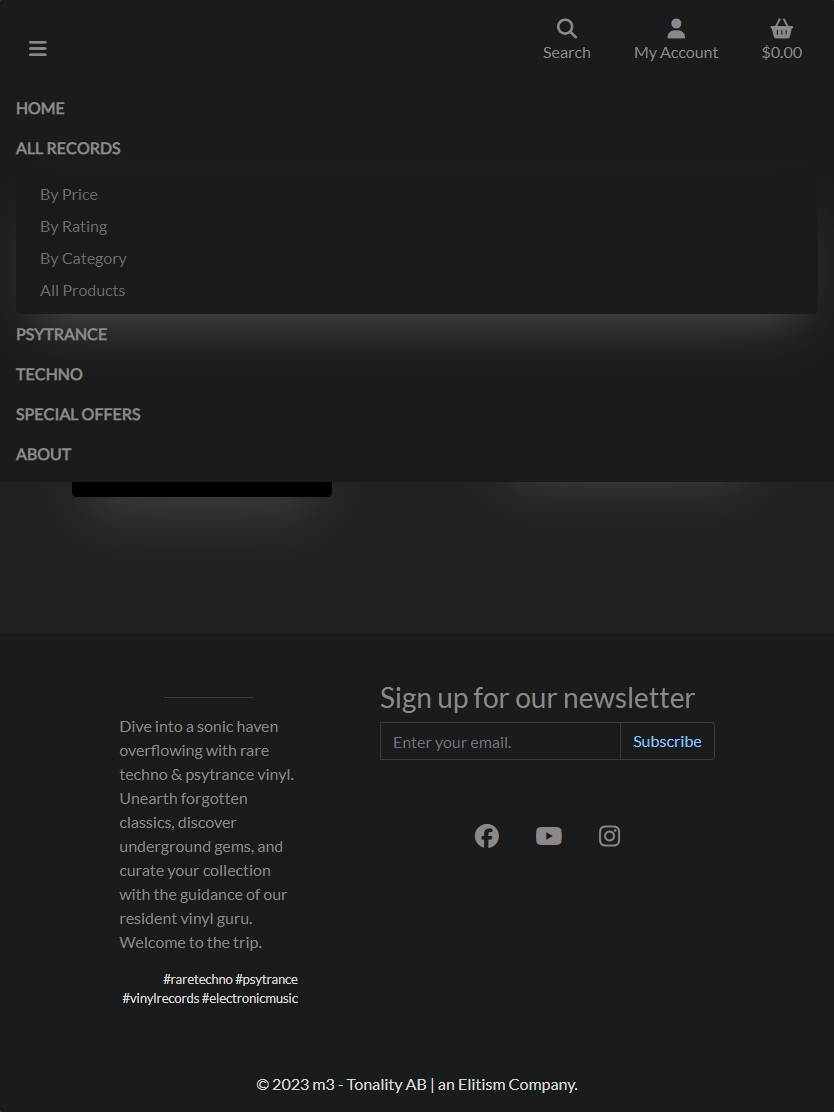 Search
My Account
$0.00
HOME
ALL RECORDS
By Price
By Rating
By Category
All Products
PSYTRANCE
TECHNO
SPECIAL OFFERS
ABOUT
Dive into a sonic haven
overflowing with rare
techno & psytrance vinyl.
Unearth forgotten
classics, discover
underground gems, and
curate your collection
with the guidance of our
resident vinyl guru.
Welcome to the trip.
#raretechno #psytrance
#vinylrecords #electronicmusic
Sign up for our newsletter
Enter your email.
Subscribe
© 2023 m3 - Tonality AB | an Elitism Company.